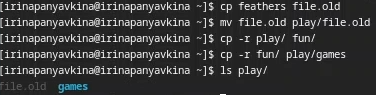 [irinapanyavkina@irinapanyavkina ~]$ cp feathers file.old
[irinapanyavkina@irinapanyavkina ~]$ mv file.old play/file.old
[irinapanyavkina@irinapanyavkina ~]$ cp -r play/ fun/
[irinapanyavkina@irinapanyavkina ~]$ cp -r fun/ play/games
[irinapanyavkina@irinapanyavkina ~]$ ls play/
file.old games